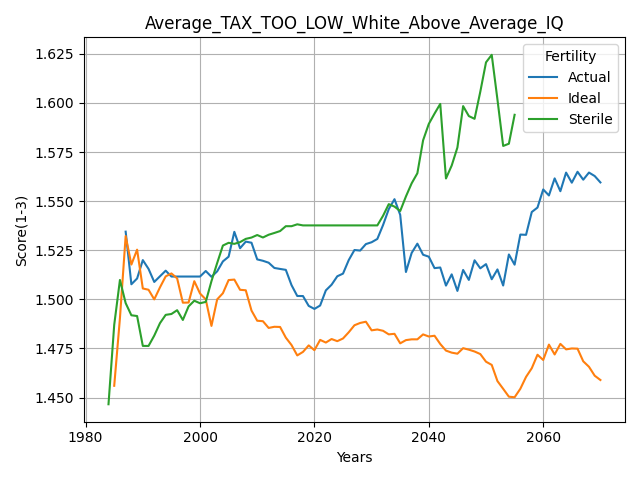 Average_TAX_TOO_LOW_White_Above_Average_IQ
Fertility
Actual
Ideal
Sterile
Score(1-3)
1.625
1.600
1.575
1.550
1.525
1.500
1.475
1.450
1980
2000
2020
2040
2060
Years